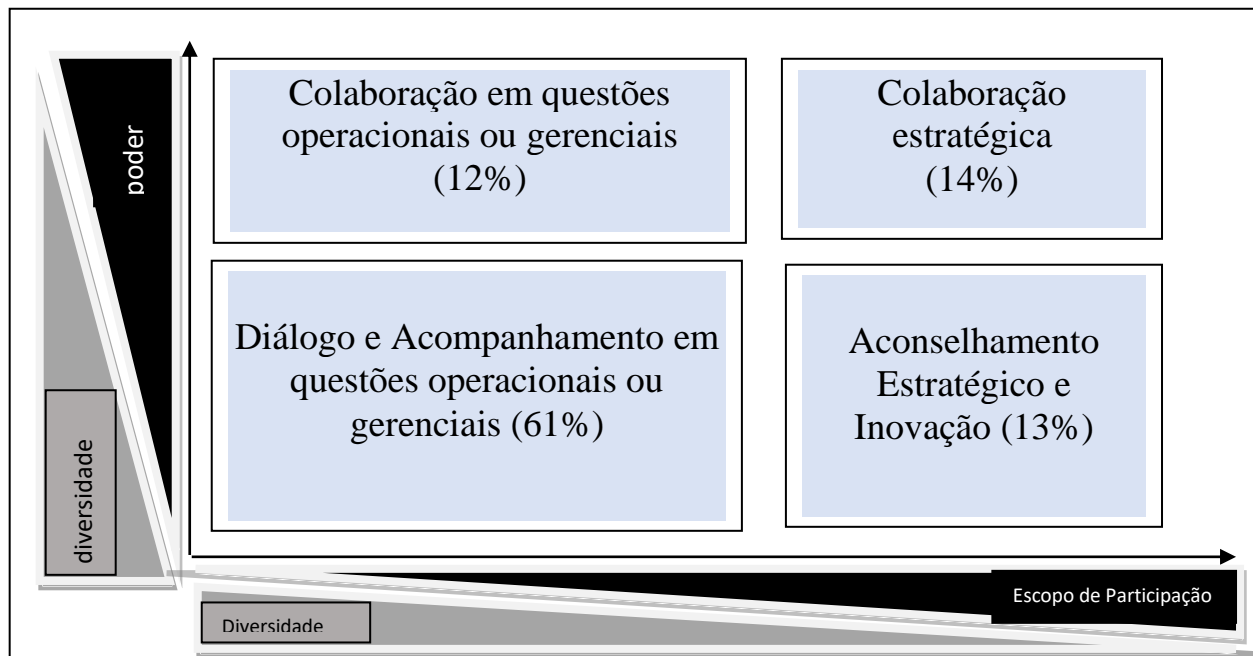 poder
diversidade
Colaboração em questões
operacionais ou gerenciais
(12%)
Colaboração
estratégica
(14%)
Diálogo e Acompanhamento em
questões operacionais ou
gerenciais (61%)
Aconselhamento
Estratégico e
Inovação (13%)
Escopo de Participação
Diversidade